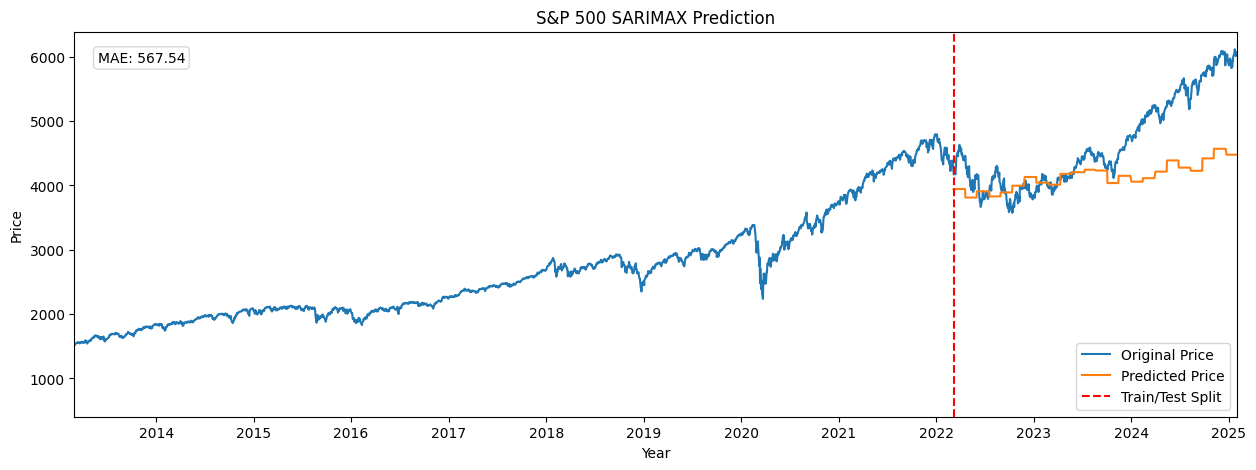 S&P 500 SARIMAX Prediction
MAE: 567.54
6000
5000
4000
3000
2000
1000
Price
2014 2015 2016 2017 2018 2019 2020 2021 2022 2023 2024 2025
Year
Original Price
Predicted Price
Train/Test Split